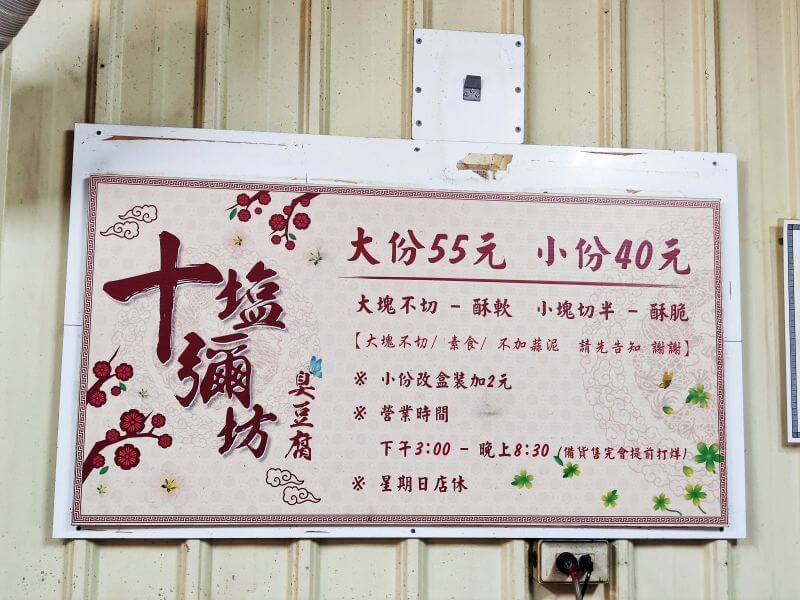 十塩彌坊
臭豆腐
大份55元 小份40元
大塊不切 - 酥軟 小塊切半 - 酥脆
【大塊不切/ 素食/ 不加蒜泥 請先告知 謝謝】
※ 小份改盒裝加2元
※ 營業時間
下午3:00 - 晚上8:30 (備貨售完會提前打烊)
※ 星期日店休